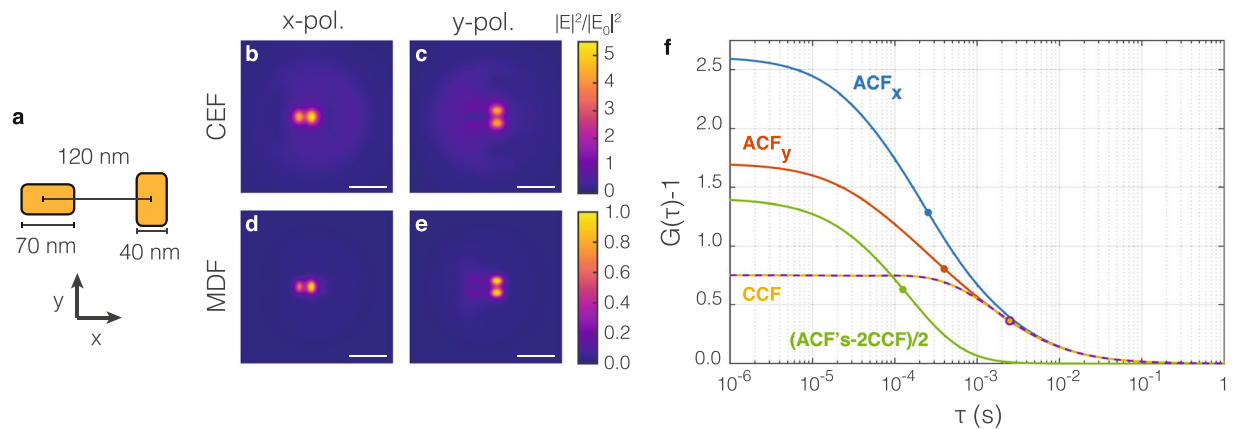 a
120 nm
70 nm
40 nm
y
x
x-pol.
y-pol.
|E|²/|E₀|²
CEF
MDF
b
c
d
e
5
4
3
2
1
0
1.0
0.8
0.6
0.4
0.2
0.0
f
G(τ)-1
2.5
2.0
1.5
1.0
0.5
0.0
ACFₓ
ACF_y
CCF
(ACF's-2CCF)/2
10⁻⁶
10⁻⁵
10⁻⁴
10⁻³
10⁻²
10⁻¹
1
τ (s)